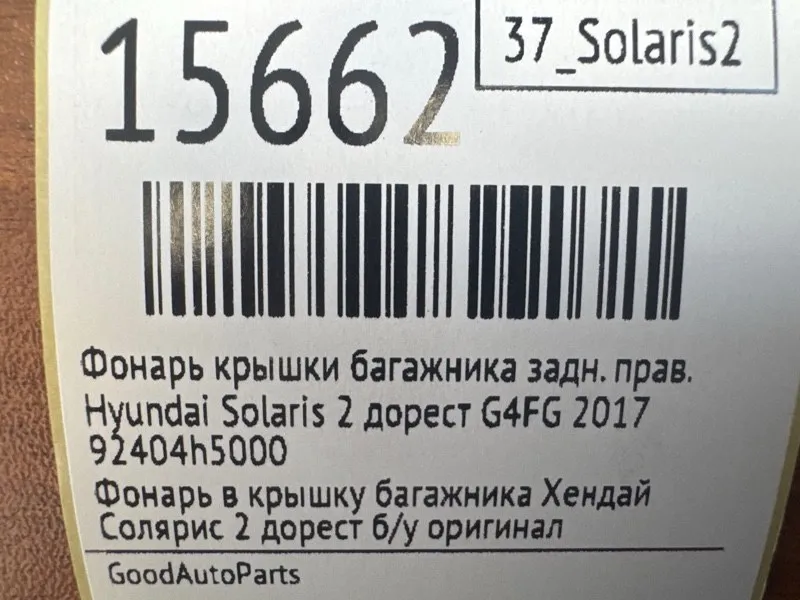 15662
37_Solaris2
Фонарь крышки багажника задн. прав.
Hyundai Solaris 2 дорест G4FG 2017
92404h5000
Фонарь в крышку багажника Хендай
Солярис 2 дорест б/у оригинал
GoodAutoParts